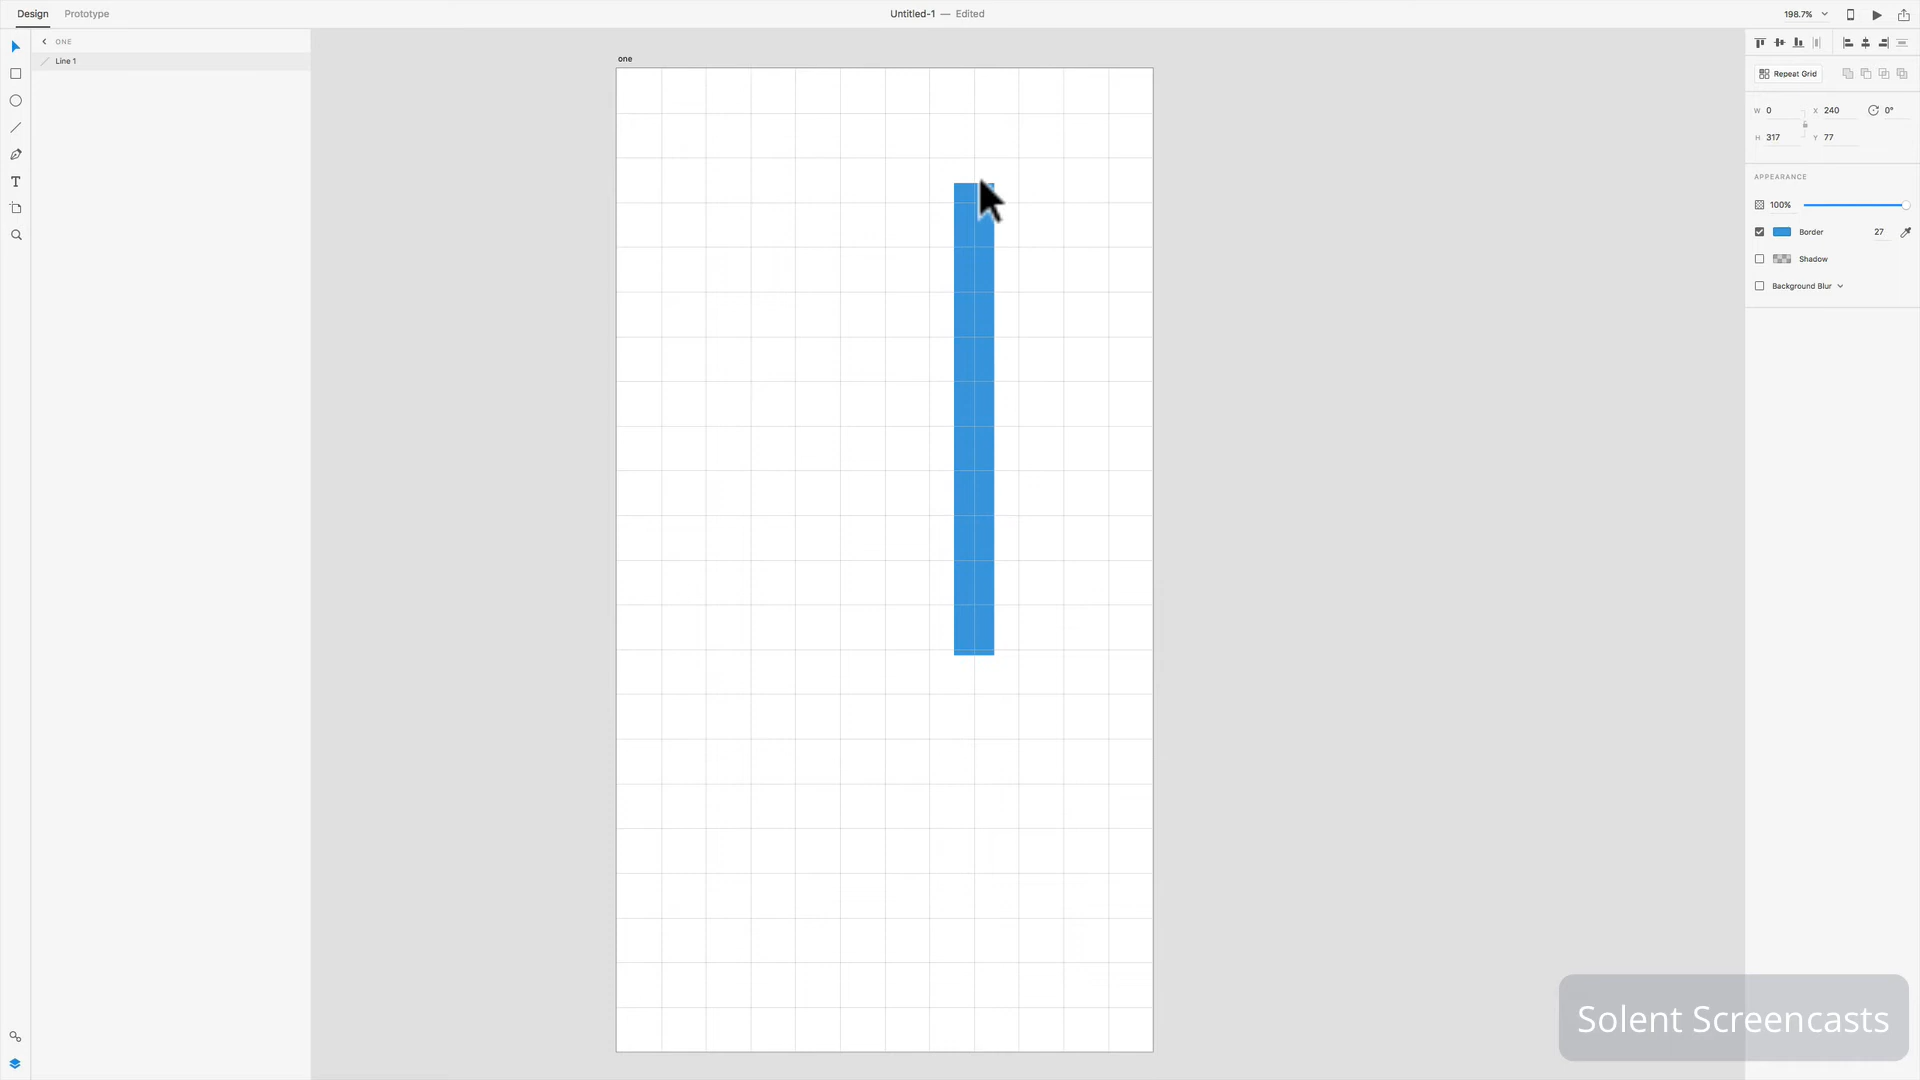 Design Prototype Untitled-1 — Edited 198.7%
ONE
Line 1
one
Repeat Grid
W 0 X 240 0°
H 317 Y 77
APPEARANCE
100%
Border 27
Shadow
Background Blur
Solent Screencasts